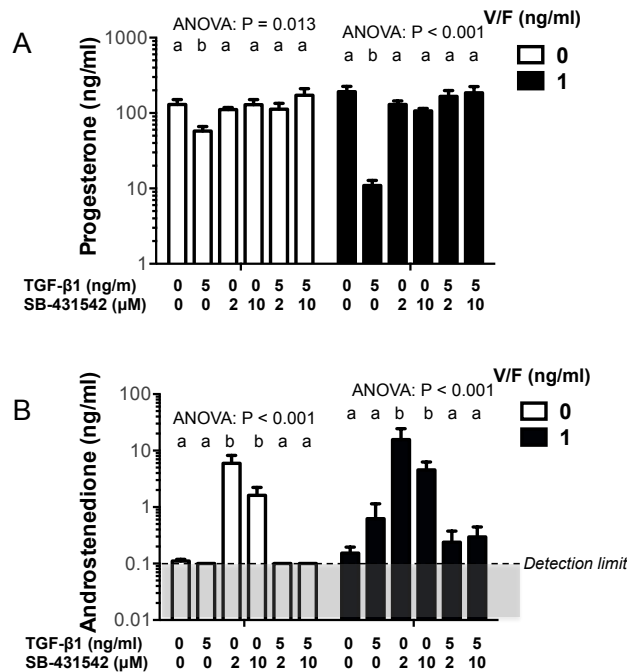 A
ANOVA: P = 0.013
ANOVA: P < 0.001
V/F (ng/ml)
0
1
a b a a a a
a b a a a a
Progesterone (ng/ml)
1000
100
10
1
TGF-β1 (ng/m) 0 5 0 0 5 5 0 5 0 0 5 5
SB-431542 (µM) 0 0 2 10 2 10 0 0 2 10 2 10
B
ANOVA: P < 0.001
ANOVA: P < 0.001
V/F (ng/ml)
0
1
a a b b a a
a a b b a a
Androstenedione (ng/ml)
100
10
1
0.1
0.01
Detection limit
TGF-β1 (ng/ml) 0 5 0 0 5 5 0 5 0 0 5 5
SB-431542 (µM) 0 0 2 10 2 10 0 0 2 10 2 10